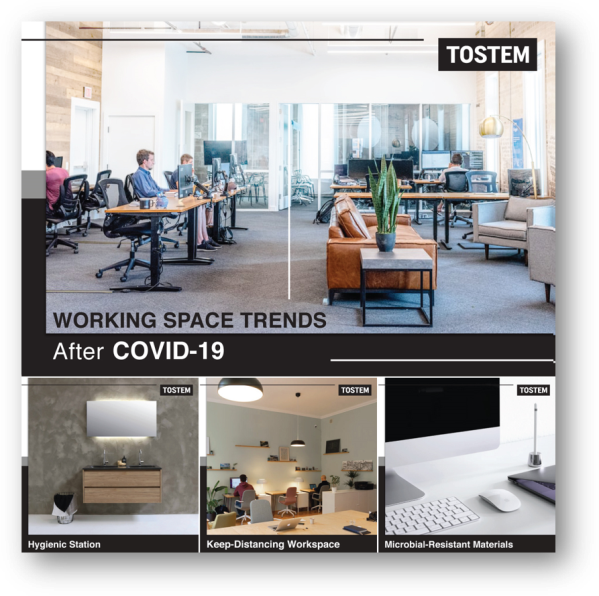 TOSTEM
WORKING SPACE TRENDS
After COVID-19
TOSTEM
TOSTEM
TOSTEM
Hygienic Station
Keep-Distancing Workspace
Microbial-Resistant Materials